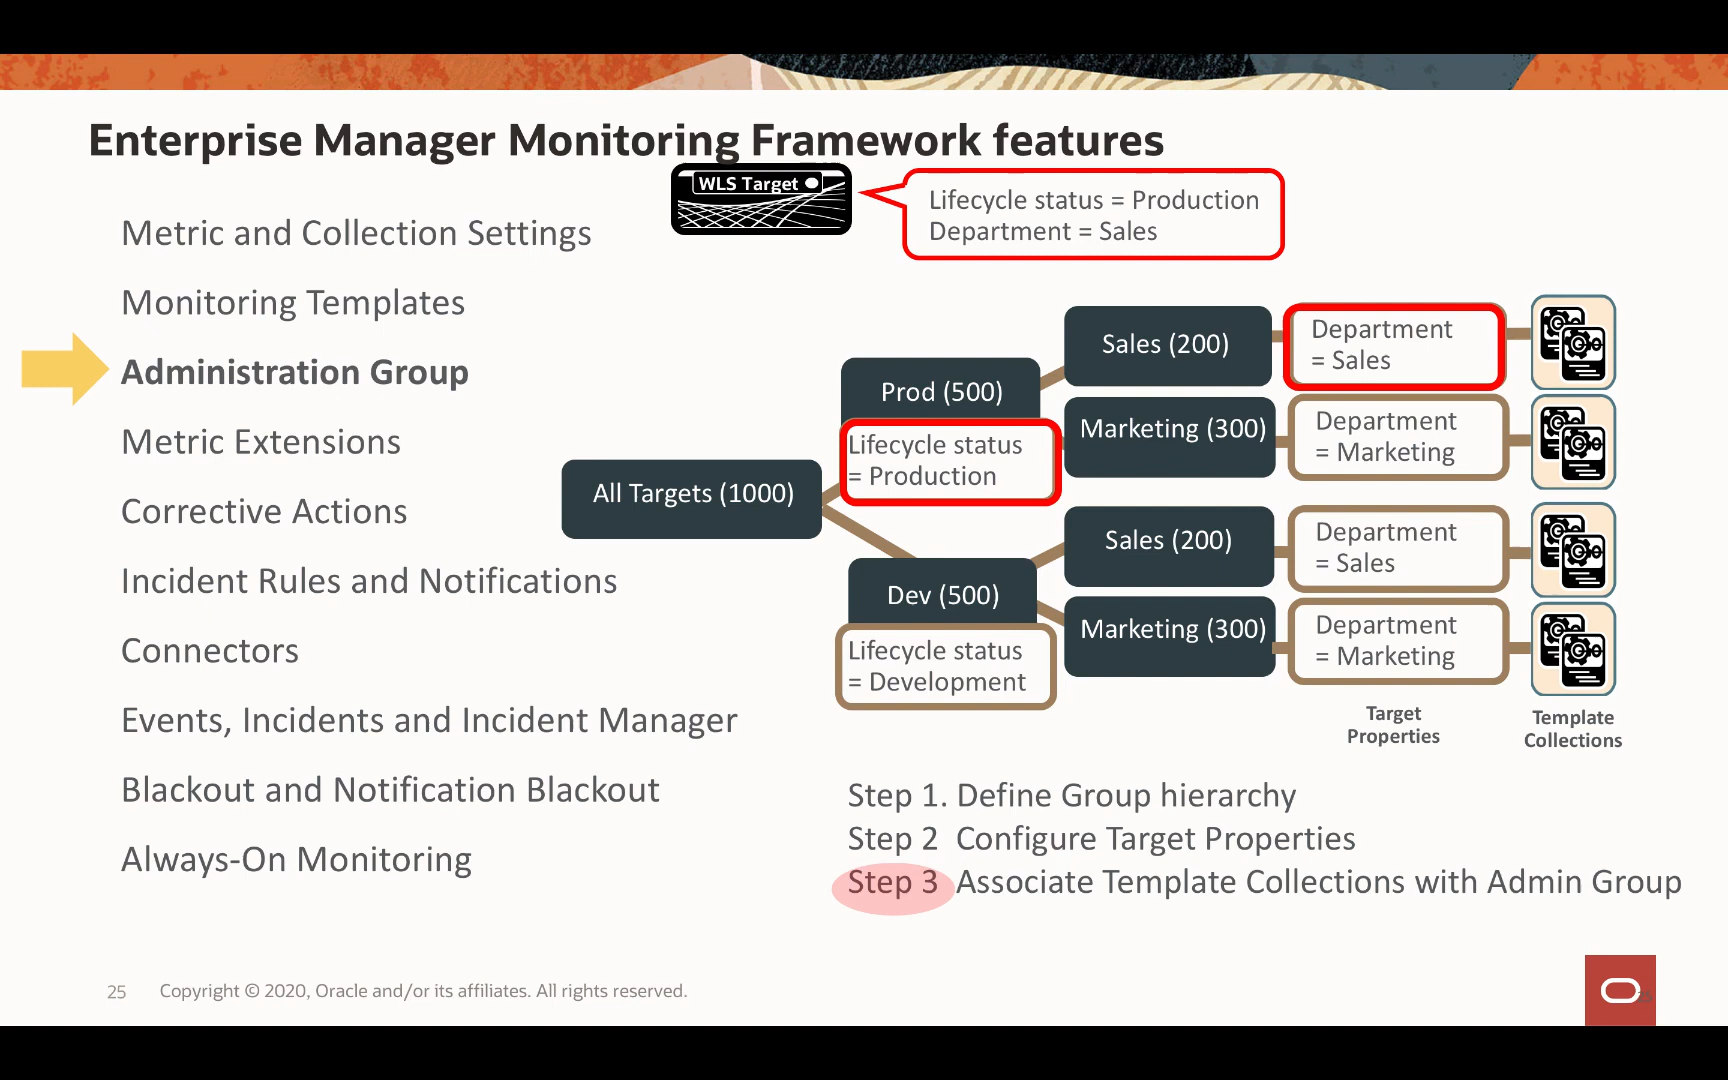 Enterprise Manager Monitoring Framework features
WLS Target
Lifecycle status = Production
Department = Sales
Metric and Collection Settings
Monitoring Templates
Administration Group
Metric Extensions
Corrective Actions
Incident Rules and Notifications
Connectors
Events, Incidents and Incident Manager
Blackout and Notification Blackout
Always-On Monitoring
All Targets (1000)
Prod (500)
Lifecycle status
= Production
Dev (500)
Lifecycle status
= Development
Sales (200)
Department
= Sales
Marketing (300)
Department
= Marketing
Sales (200)
Department
= Sales
Marketing (300)
Department
= Marketing
Target
Properties
Template
Collections
Step 1. Define Group hierarchy
Step 2 Configure Target Properties
Step 3 Associate Template Collections with Admin Group
25
Copyright © 2020, Oracle and/or its affiliates. All rights reserved.